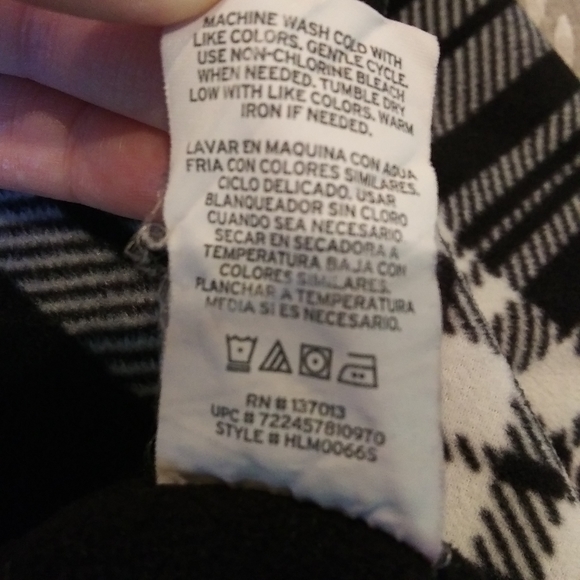 MACHINE WASH COLD WITH
LIKE COLORS. GENTLE CYCLE.
USE NON-CHLORINE BLEACH
WHEN NEEDED. TUMBLE DRY
LOW WITH LIKE COLORS. WARM
IRON IF NEEDED.
LAVAR EN MAQUINA CON AGUA
FRIA CON COLORES SIMILARES.
CICLO DELICADO. USAR
BLANQUEADOR SIN CLORO
CUANDO SEA NECESARIO
SECAR EN SECADORA A
TEMPERATURA BAJA CON
COLORES SIMILARES.
PLANCHAR A TEMPERATURA
MEDIA SI ES NECESARIO.
RN # 137013
UPC # 722457810970
STYLE # HLM0066S